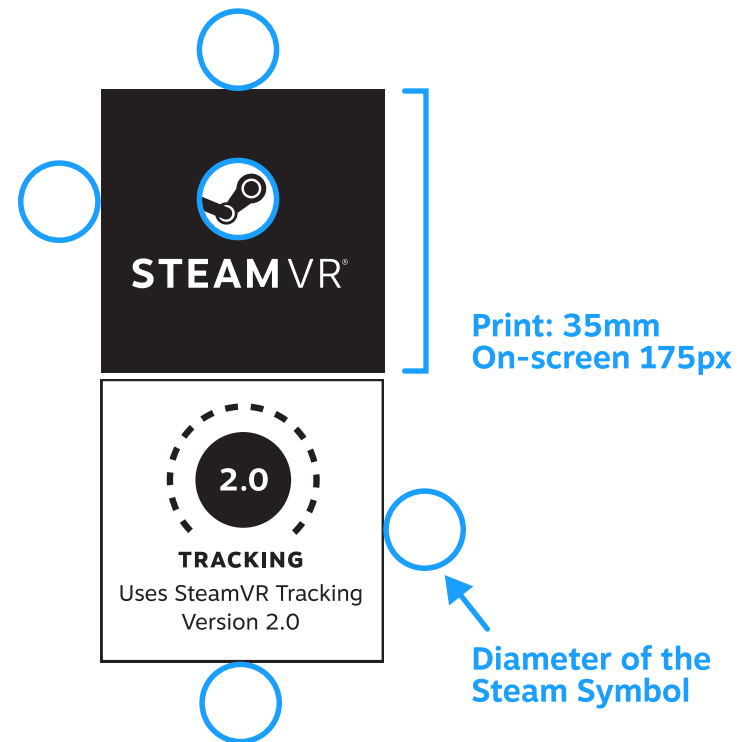 STEAMVR®
Print: 35mm
On-screen 175px
2.0
TRACKING
Uses SteamVR Tracking
Version 2.0
Diameter of the
Steam Symbol